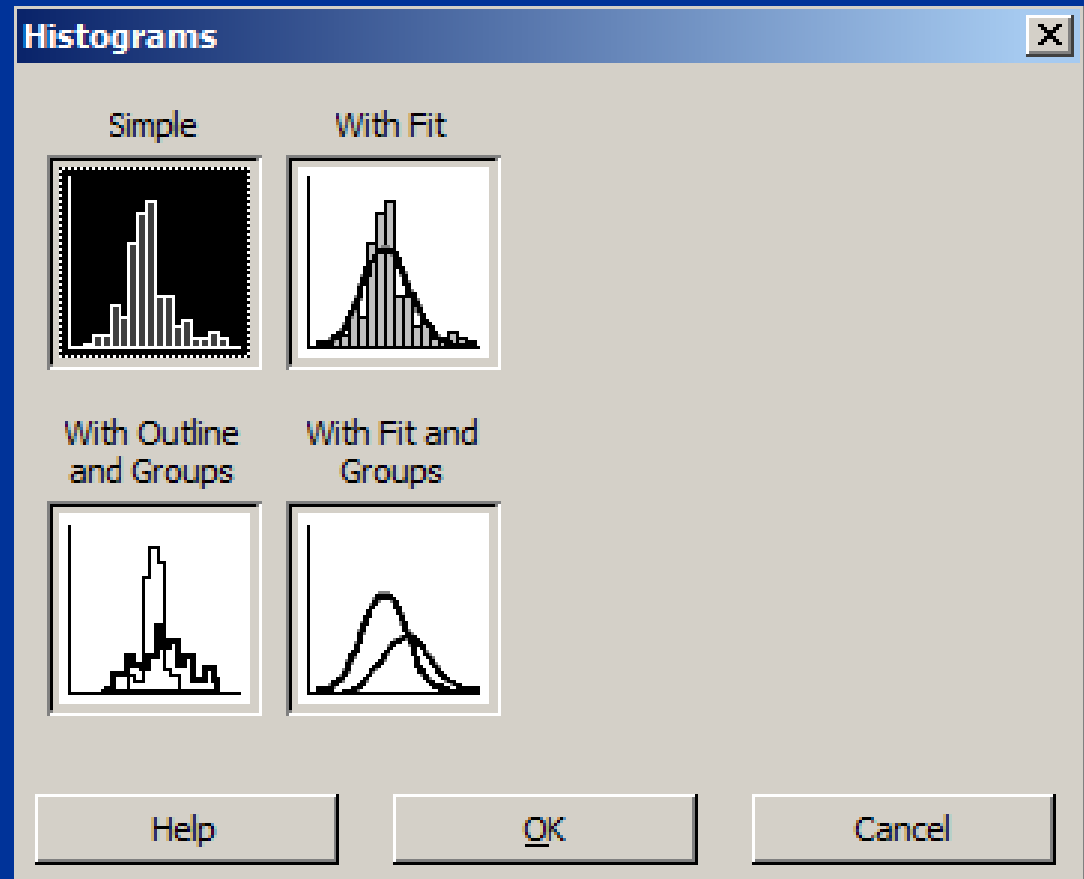 Histograms
Simple
With Fit
With Outline
and Groups
With Fit and
Groups
Help
OK
Cancel